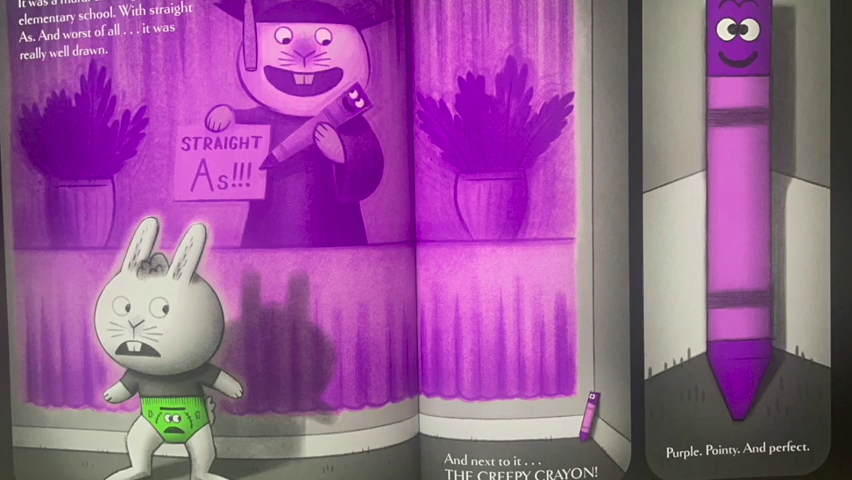 It was a mural
elementary school. With straight
As. And worst of all . . . it was
really well drawn.
STRAIGHT
As!!!
And next to it . . .
THE CREEPY CRAYON!
Purple. Pointy. And perfect.